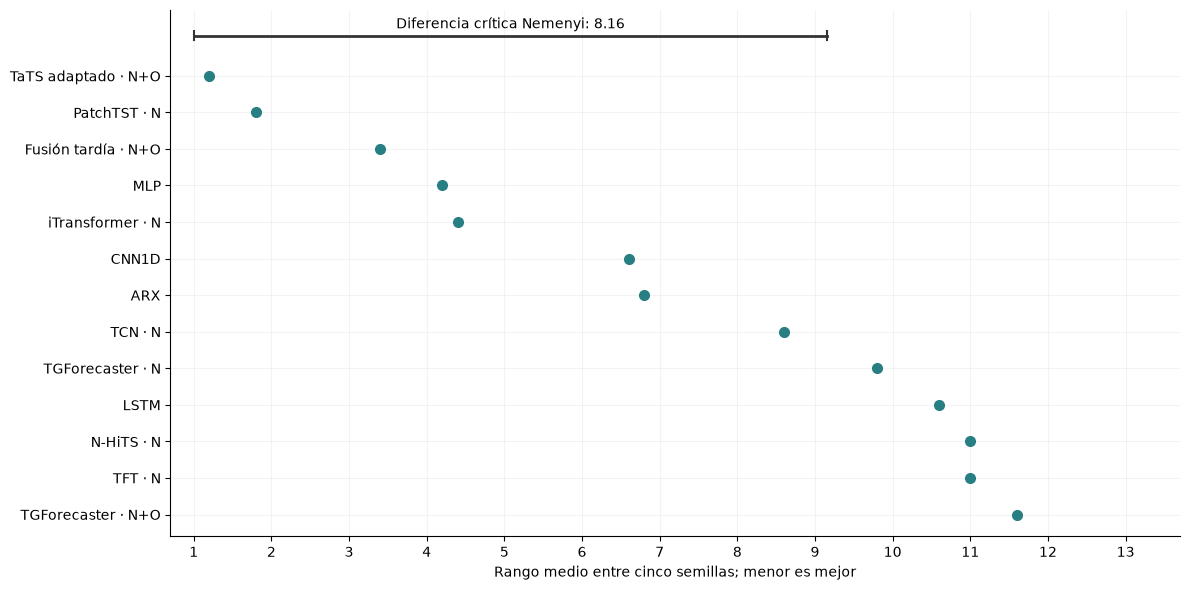 Diferencia crítica Nemenyi: 8.16
TaTS adaptado · N+O
PatchTST · N
Fusión tardía · N+O
MLP
iTransformer · N
CNN1D
ARX
TCN · N
TGForecaster · N
LSTM
N-HiTS · N
TFT · N
TGForecaster · N+O
1 2 3 4 5 6 7 8 9 10 11 12 13
Rango medio entre cinco semillas; menor es mejor